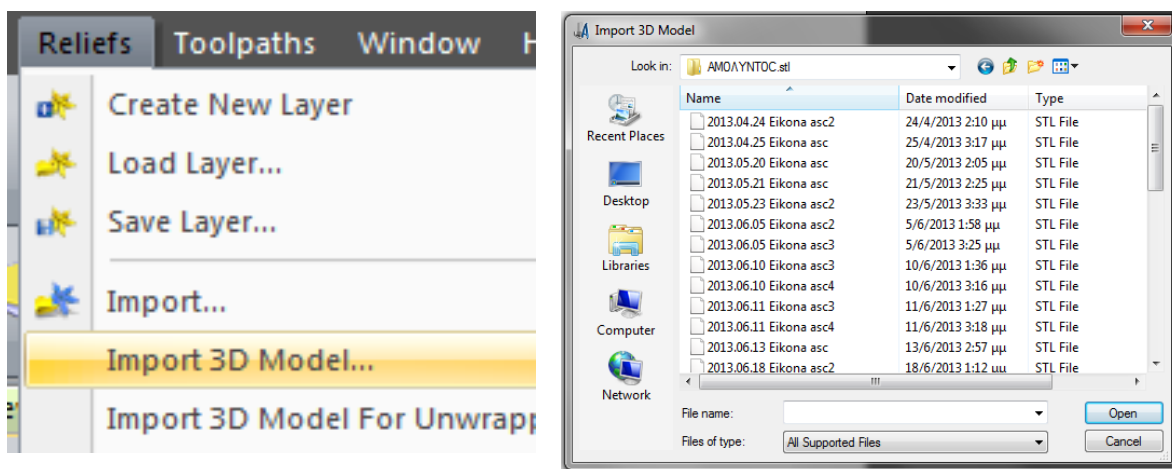 Reliefs Toolpaths Window
Create New Layer
Load Layer...
Save Layer...
Import...
Import 3D Model...
Import 3D Model For
Import 3D Model
Look in: ΑΜΟΛΥΝΤΟC.stl
Recent Places
Desktop
Libraries
Computer
Network
Name Date modified Type
2013.04.24 Eikona asc2 24/4/2013 2:10 μμ STL File
2013.04.25 Eikona asc 25/4/2013 3:17 μμ STL File
2013.05.20 Eikona asc 20/5/2013 2:05 μμ STL File
2013.05.21 Eikona asc 21/5/2013 2:25 μμ STL File
2013.05.23 Eikona asc2 23/5/2013 3:33 μμ STL File
2013.06.05 Eikona asc2 5/6/2013 1:58 μμ STL File
2013.06.05 Eikona asc3 5/6/2013 3:25 μμ STL File
2013.06.10 Eikona asc3 10/6/2013 1:36 μμ STL File
2013.06.10 Eikona asc4 10/6/2013 3:16 μμ STL File
2013.06.11 Eikona asc3 11/6/2013 1:27 μμ STL File
2013.06.11 Eikona asc4 11/6/2013 3:18 μμ STL File
2013.06.13 Eikona asc 13/6/2013 2:57 μμ STL File
2013.06.18 Eikona asc2 18/6/2013 1:12 μμ STL File
File name: Open
Files of type: All Supported Files Cancel